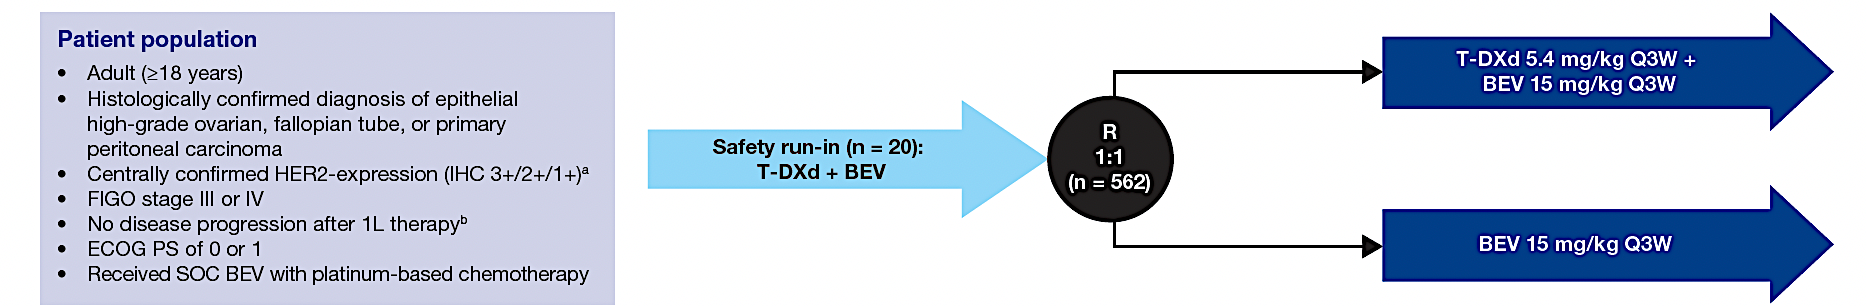 Patient population
• Adult (≥18 years)
• Histologically confirmed diagnosis of epithelial
high-grade ovarian, fallopian tube, or primary
peritoneal carcinoma
• Centrally confirmed HER2-expression (IHC 3+/2+/1+)ᵃ
• FIGO stage III or IV
• No disease progression after 1L therapyᵇ
• ECOG PS of 0 or 1
• Received SOC BEV with platinum-based chemotherapy
Safety run-in (n = 20):
T-DXd + BEV
R
1:1
(n = 562)
T-DXd 5.4 mg/kg Q3W +
BEV 15 mg/kg Q3W
BEV 15 mg/kg Q3W